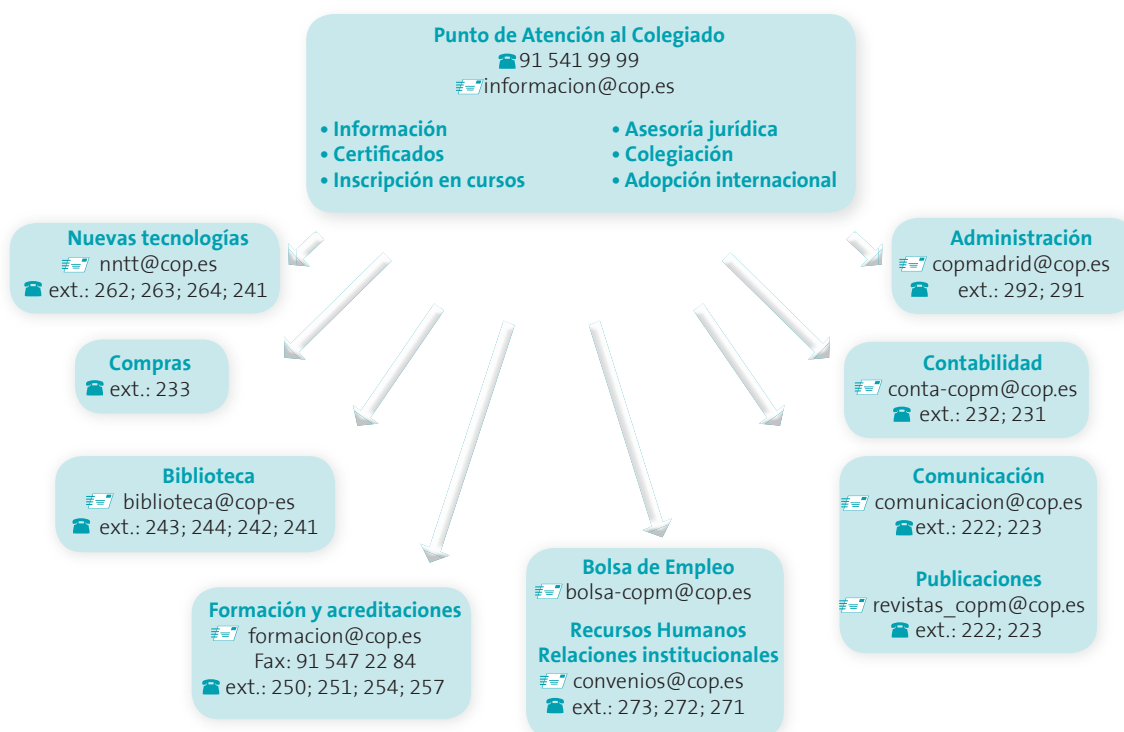 Punto de Atención al Colegiado
91 541 99 99
informacion@cop.es
• Información
• Certificados
• Inscripción en cursos
• Asesoría jurídica
• Colegiación
• Adopción internacional
Nuevas tecnologías
nntt@cop.es
ext.: 262; 263; 264; 241
Administración
copmadrid@cop.es
ext.: 292; 291
Compras
ext.: 233
Contabilidad
conta-copm@cop.es
ext.: 232; 231
Biblioteca
biblioteca@cop-es
ext.: 243; 244; 242; 241
Comunicación
comunicacion@cop.es
ext.: 222; 223
Publicaciones
revistas_copm@cop.es
ext.: 222; 223
Formación y acreditaciones
formacion@cop.es
Fax: 91 547 22 84
ext.: 250; 251; 254; 257
Bolsa de Empleo
bolsa-copm@cop.es
Recursos Humanos
Relaciones institucionales
convenios@cop.es
ext.: 273; 272; 271